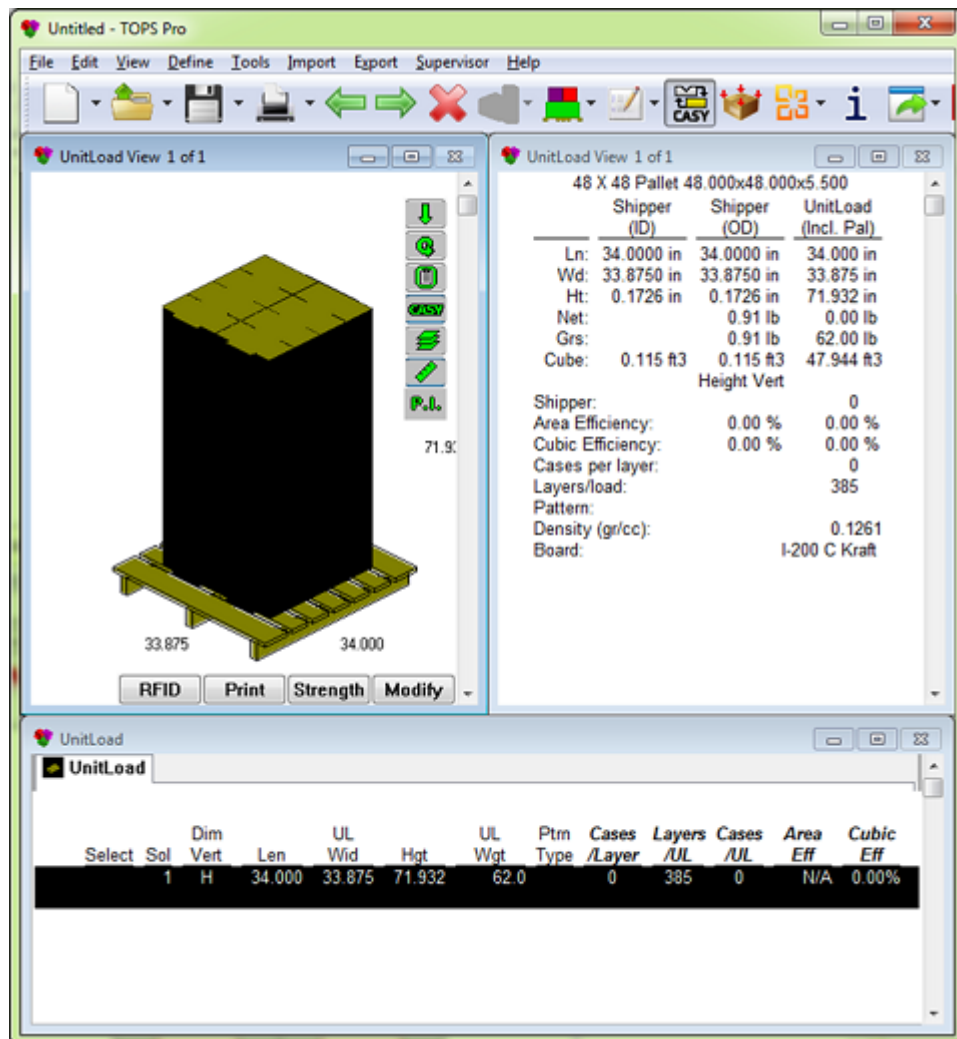 Untitled - TOPS Pro
File Edit View Define Tools Import Export Supervisor Help
CASY
UnitLoad View 1 of 1
CASY
P.I.
71.93
33.875 34.000
RFID Print Strength Modify
UnitLoad View 1 of 1
48 X 48 Pallet 48.000x48.000x5.500
Shipper Shipper UnitLoad
(ID) (OD) (Incl. Pal)
Ln: 34.0000 in 34.0000 in 34.000 in
Wd: 33.8750 in 33.8750 in 33.875 in
Ht: 0.1726 in 0.1726 in 71.932 in
Net: 0.91 lb 0.00 lb
Grs: 0.91 lb 62.00 lb
Cube: 0.115 ft3 0.115 ft3 47.944 ft3
Height Vert
Shipper: 0
Area Efficiency: 0.00 % 0.00 %
Cubic Efficiency: 0.00 % 0.00 %
Cases per layer: 0
Layers/load: 385
Pattern:
Density (gr/cc): 0.1261
Board: I-200 C Kraft
UnitLoad
UnitLoad
Dim UL UL Ptrn Cases Layers Cases Area Cubic
Select Sol Vert Len Wid Hgt Wgt Type /Layer /UL /UL Eff Eff
1 H 34.000 33.875 71.932 62.0 0 385 0 N/A 0.00%